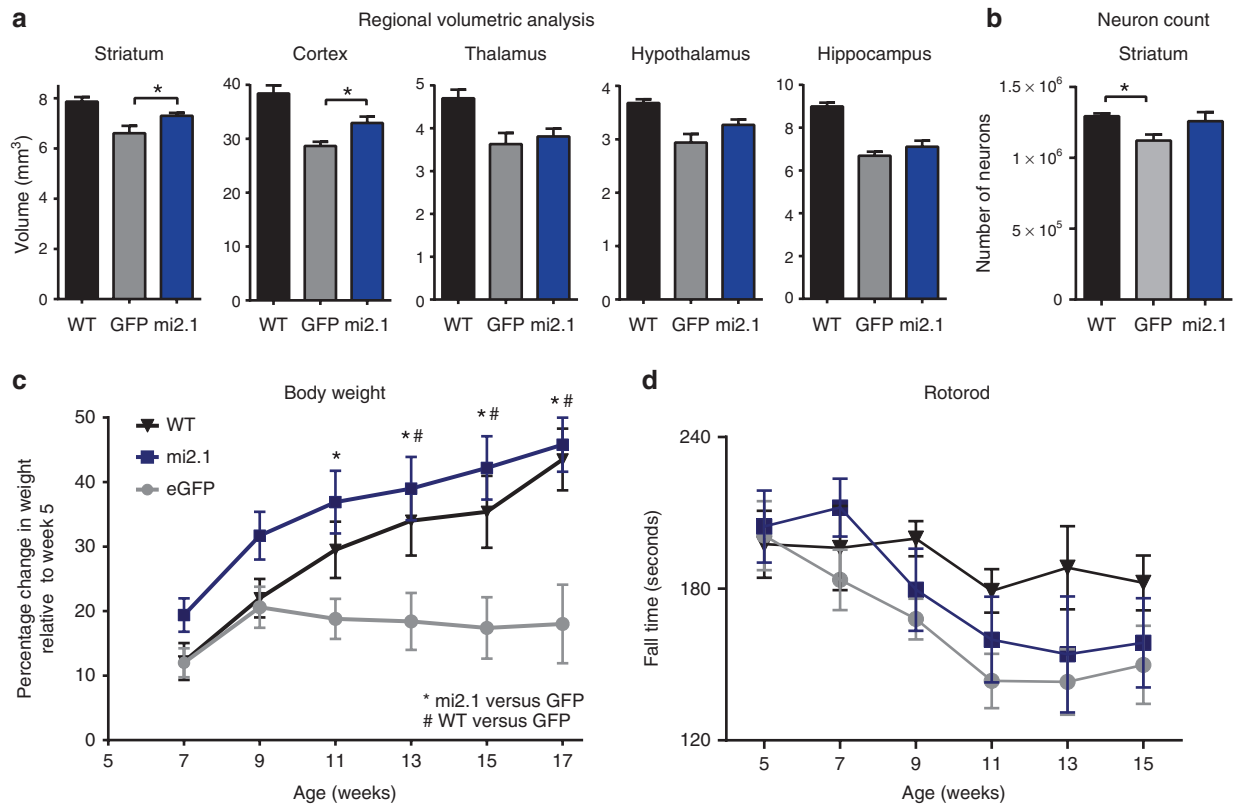 a
Regional volumetric analysis
Striatum
Cortex
Thalamus
Hypothalamus
Hippocampus
Volume (mm³)
8
6
4
2
0
*
WT GFP mi2.1
40
30
20
10
0
*
WT GFP mi2.1
5
4
3
2
1
0
WT GFP mi2.1
4
3
2
1
0
WT GFP mi2.1
10
8
6
4
2
0
WT GFP mi2.1
b
Neuron count
Striatum
Number of neurons
1.5 × 10⁶
1 × 10⁶
5 × 10⁵
0
*
WT GFP mi2.1
c
Body weight
Percentage change in weight
relative to week 5
50
40
30
20
10
0
WT
mi2.1
eGFP
*
* #
* #
* #
* mi2.1 versus GFP
# WT versus GFP
5 7 9 11 13 15 17
Age (weeks)
d
Rotorod
Fall time (seconds)
240
180
120
5 7 9 11 13 15
Age (weeks)